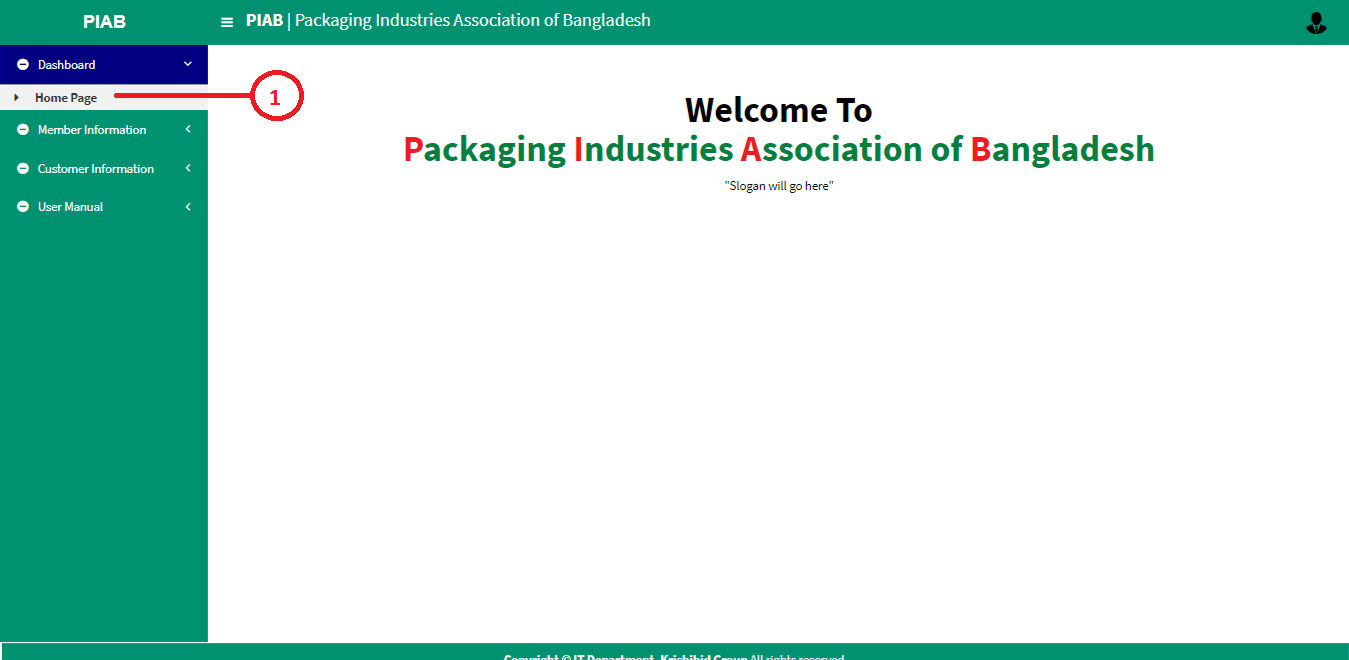 PIAB
PIAB | Packaging Industries Association of Bangladesh
Dashboard
Home Page
1
Member Information
Customer Information
User Manual
Welcome To
Packaging Industries Association of Bangladesh
"Slogan will go here"
Copyright © IT Department, Krishibid Group All rights reserved